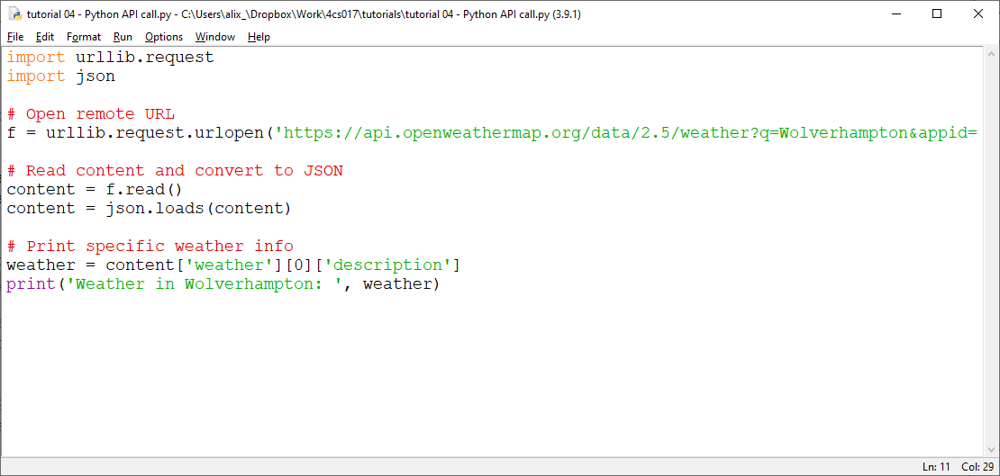 tutorial 04 - Python API call.py - C:\Users\alix_\Dropbox\Work\4cs017\tutorials\tutorial 04 - Python API call.py (3.9.1)
File Edit Format Run Options Window Help
import urllib.request
import json
# Open remote URL
f = urllib.request.urlopen('https://api.openweathermap.org/data/2.5/weather?q=Wolverhampton&appid=
# Read content and convert to JSON
content = f.read()
content = json.loads(content)
# Print specific weather info
weather = content['weather'][0]['description']
print('Weather in Wolverhampton: ', weather)
Ln: 11 Col: 29